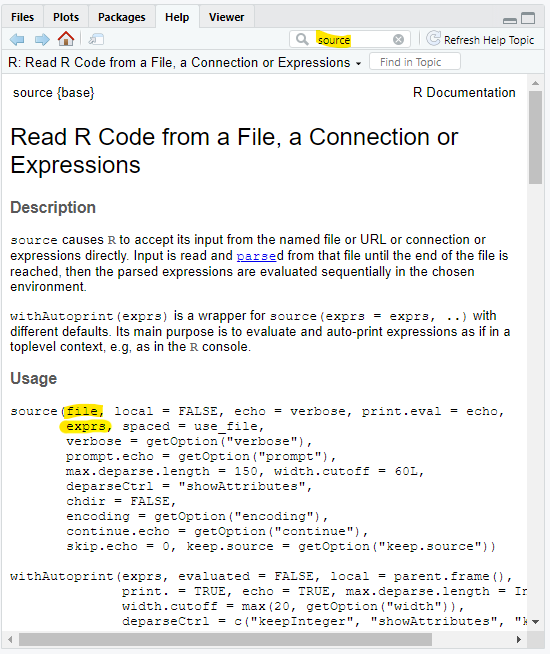 Files Plots Packages Help Viewer
source Refresh Help Topic
R: Read R Code from a File, a Connection or Expressions Find in Topic
source {base} R Documentation
Read R Code from a File, a Connection or
Expressions
Description
source causes R to accept its input from the named file or URL or connection or
expressions directly. Input is read and parsed from that file until the end of the file is
reached, then the parsed expressions are evaluated sequentially in the chosen
environment.
withAutoprint(exprs) is a wrapper for source(exprs = exprs, ..) with
different defaults. Its main purpose is to evaluate and auto-print expressions as if in a
toplevel context, e.g, as in the R console.
Usage
source(file, local = FALSE, echo = verbose, print.eval = echo,
exprs, spaced = use_file,
verbose = getOption("verbose"),
prompt.echo = getOption("prompt"),
max.deparse.length = 150, width.cutoff = 60L,
deparseCtrl = "showAttributes",
chdir = FALSE,
encoding = getOption("encoding"),
continue.echo = getOption("continue"),
skip.echo = 0, keep.source = getOption("keep.source"))
withAutoprint(exprs, evaluated = FALSE, local = parent.frame(),
print. = TRUE, echo = TRUE, max.deparse.length = In
width.cutoff = max(20, getOption("width")),
deparseCtrl = c("keepInteger", "showAttributes", "k